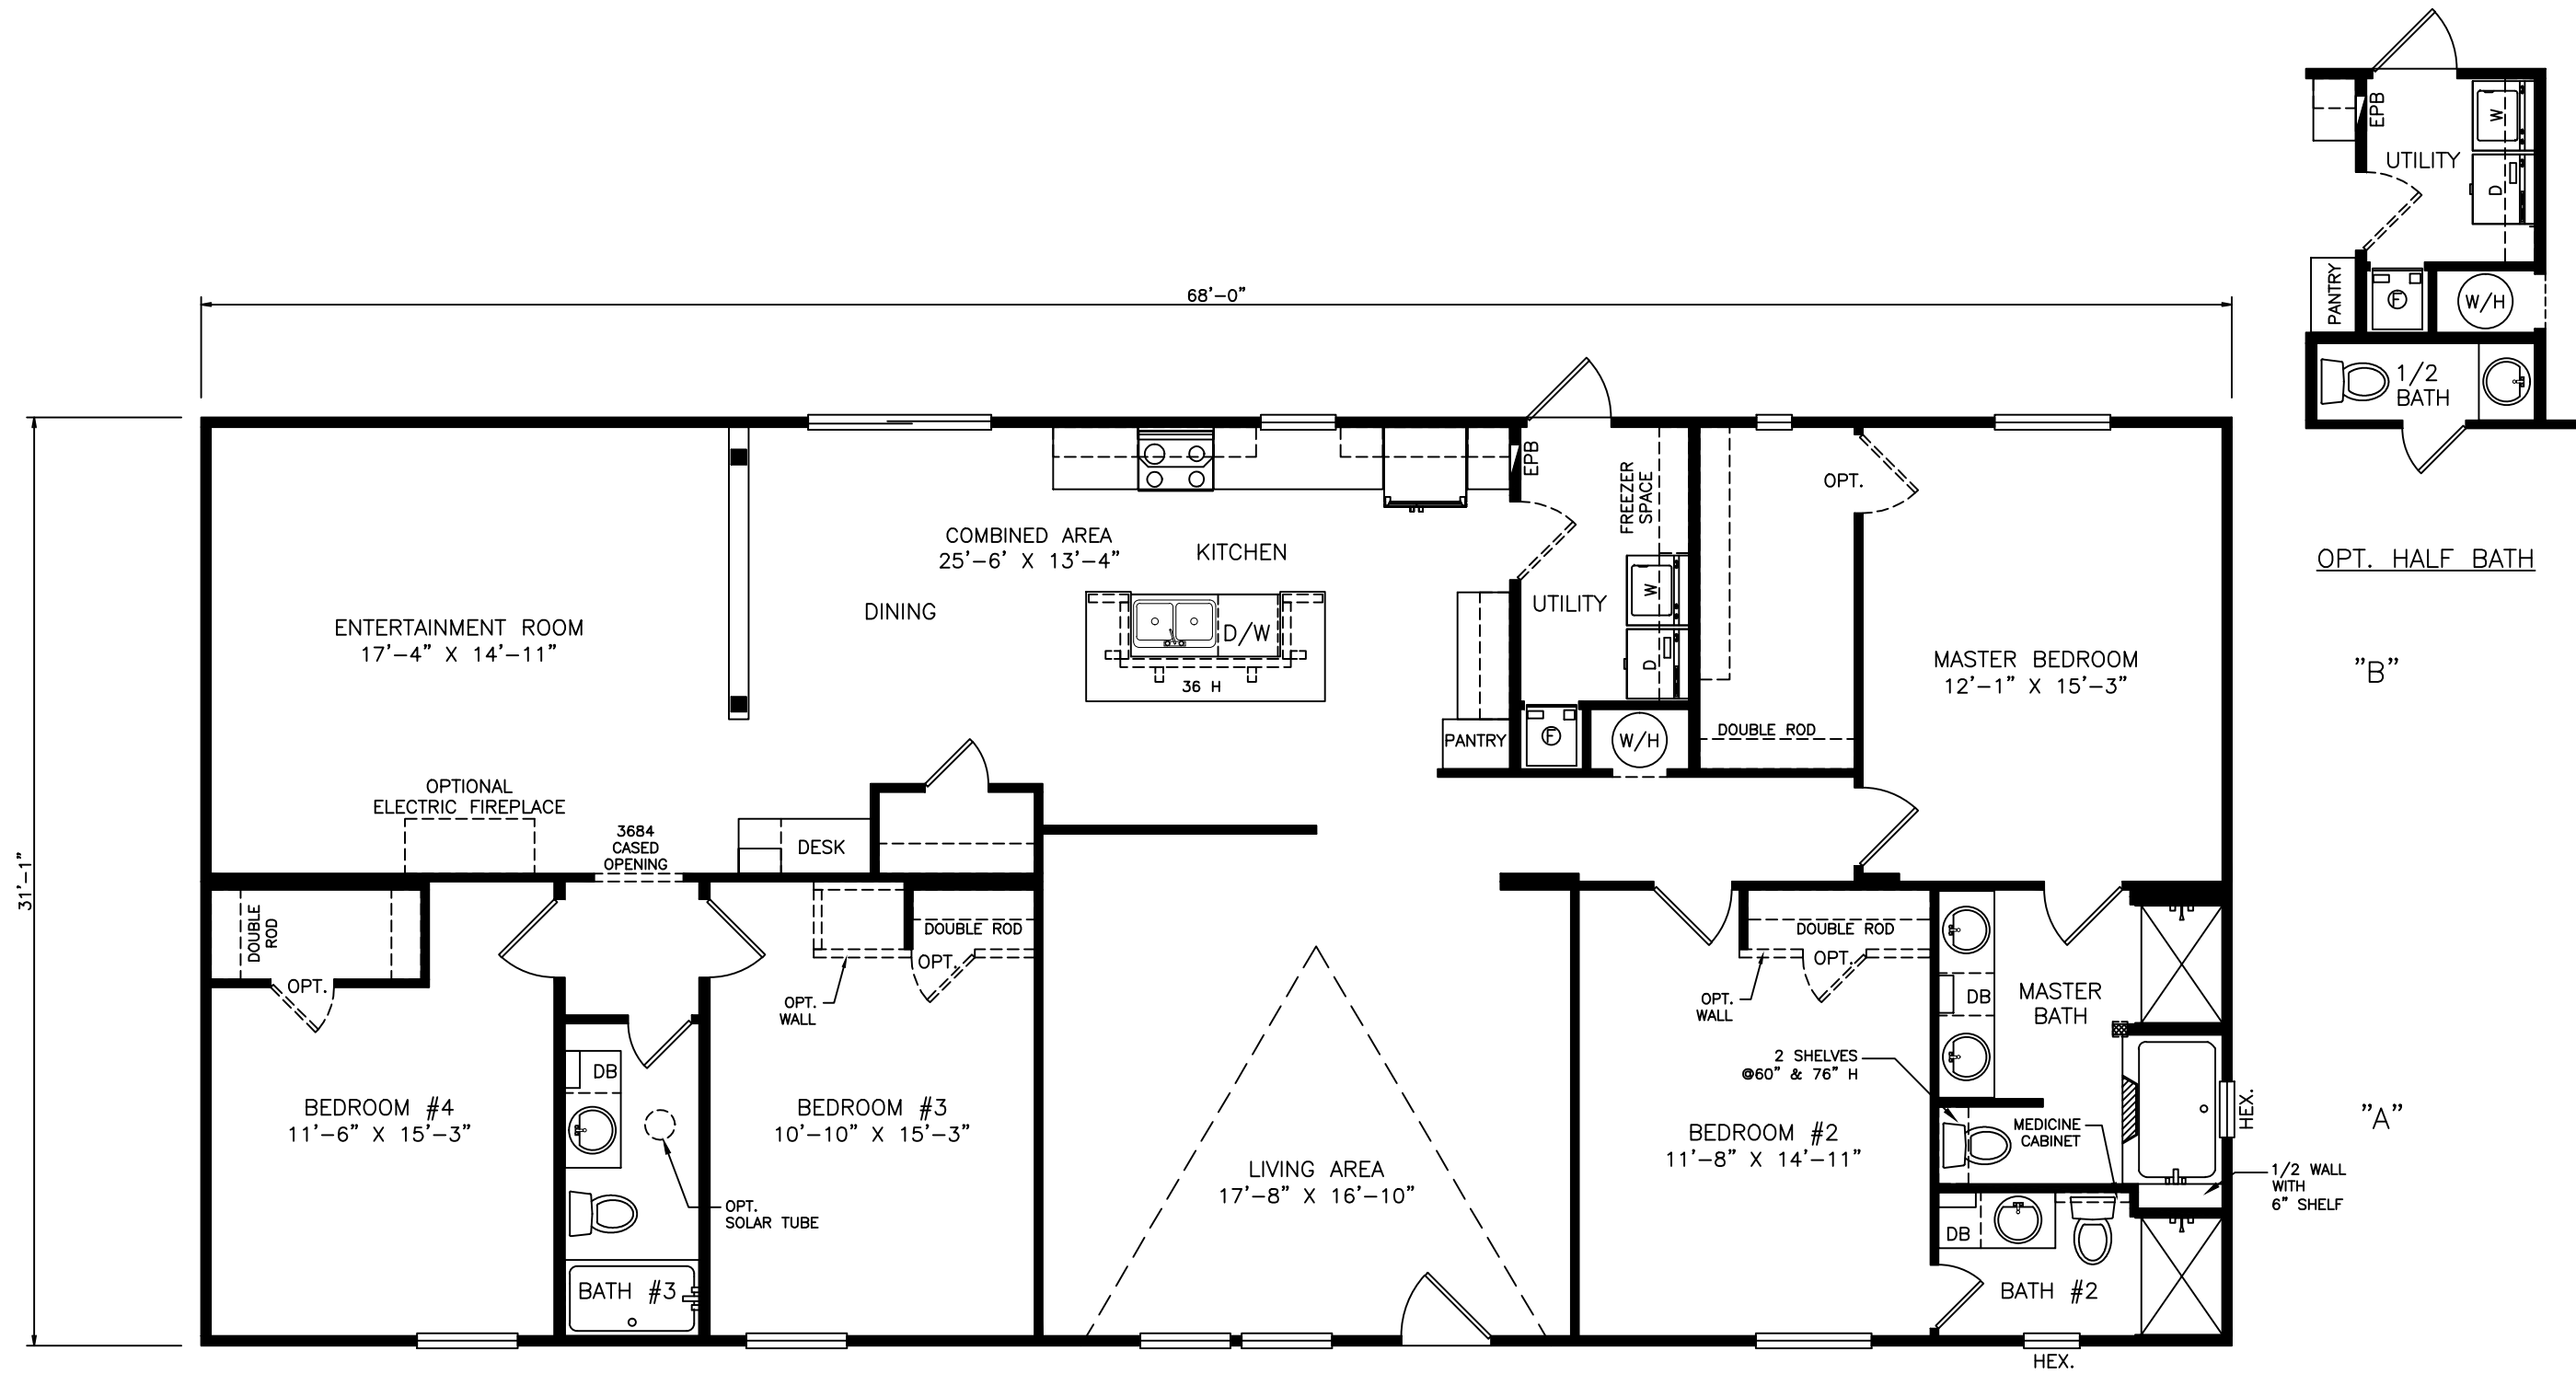 EPB
W
UTILITY
D
PANTRY
F
W/H
1/2
BATH
OPT. HALF BATH
"B"
"A"
68'-0"
31'-1"
ENTERTAINMENT ROOM
17'-4" X 14'-11"
OPTIONAL
ELECTRIC FIREPLACE
3684
CASED
OPENING
DESK
DINING
COMBINED AREA
25'-6' X 13'-4"
KITCHEN
D/W
36 H
PANTRY
EPB
FREEZER
SPACE
UTILITY
W
D
F
W/H
OPT.
DOUBLE ROD
MASTER BEDROOM
12'-1" X 15'-3"
DOUBLE
ROD
OPT.
BEDROOM #4
11'-6" X 15'-3"
DB
OPT.
SOLAR TUBE
BATH #3
DOUBLE ROD
OPT.
OPT.
WALL
BEDROOM #3
10'-10" X 15'-3"
LIVING AREA
17'-8" X 16'-10"
DOUBLE ROD
OPT.
OPT.
WALL
2 SHELVES
@60" & 76" H
BEDROOM #2
11'-8" X 14'-11"
DB
MASTER
BATH
MEDICINE
CABINET
HEX.
1/2 WALL
WITH
6" SHELF
DB
BATH #2
HEX.